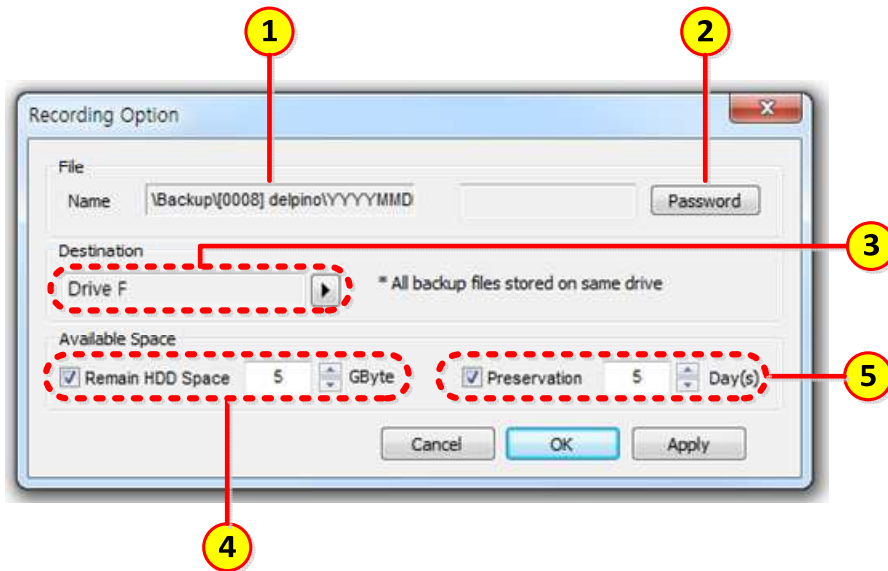 1
2
Recording Option
File
Name \Backup\[0008] delpino\YYYYMMD Password
Destination
3
Drive F * All backup files stored on same drive
Available Space
Remain HDD Space 5 GByte Preservation 5 Day(s)
5
Cancel OK Apply
4